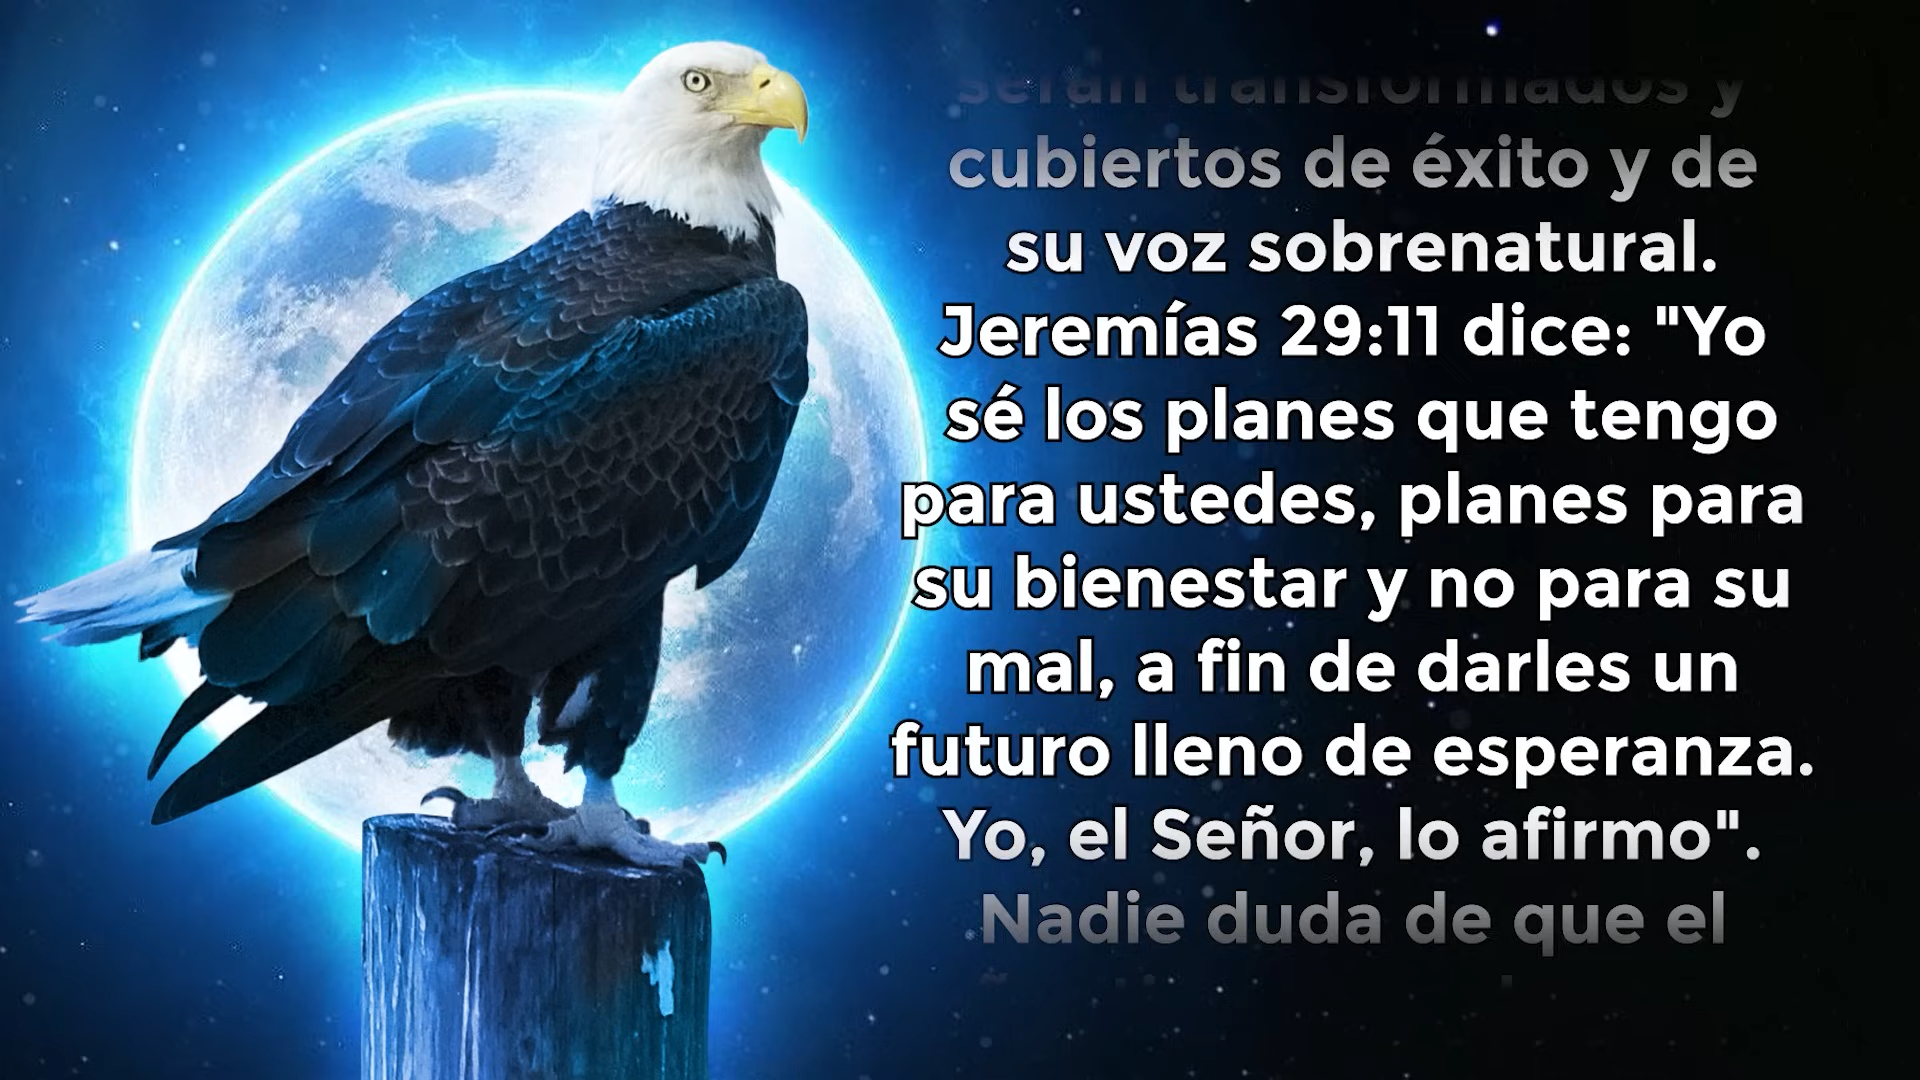 serán transformados y
cubiertos de éxito y de
su voz sobrenatural.
Jeremías 29:11 dice: "Yo
sé los planes que tengo
para ustedes, planes para
su bienestar y no para su
mal, a fin de darles un
futuro lleno de esperanza.
Yo, el Señor, lo afirmo".
Nadie duda de que el